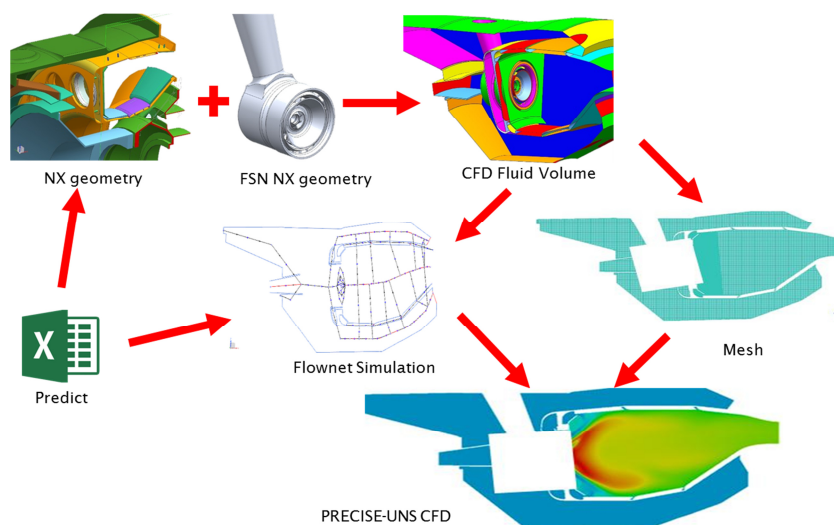 NX geometry
FSN NX geometry
CFD Fluid Volume
Flownet Simulation
Mesh
X
Predict
PRECISE-UNS CFD